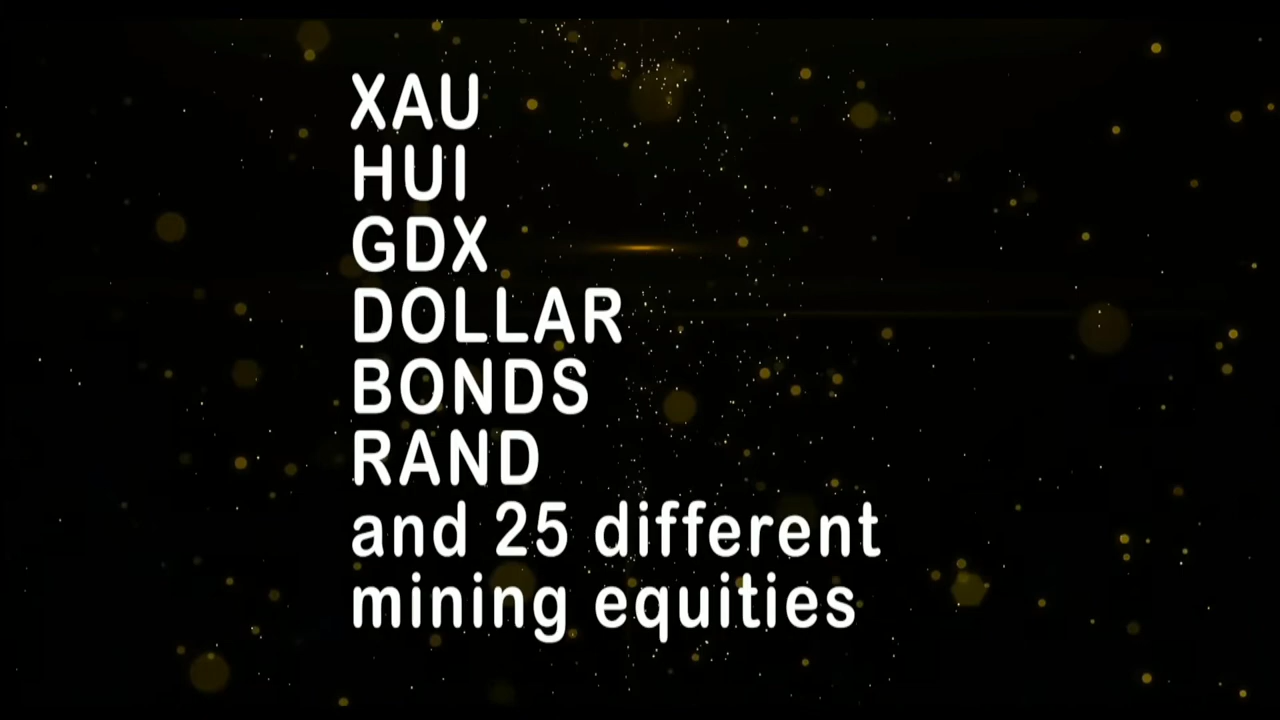 XAU
HUI
GDX
DOLLAR
BONDS
RAND
and 25 different
mining equities